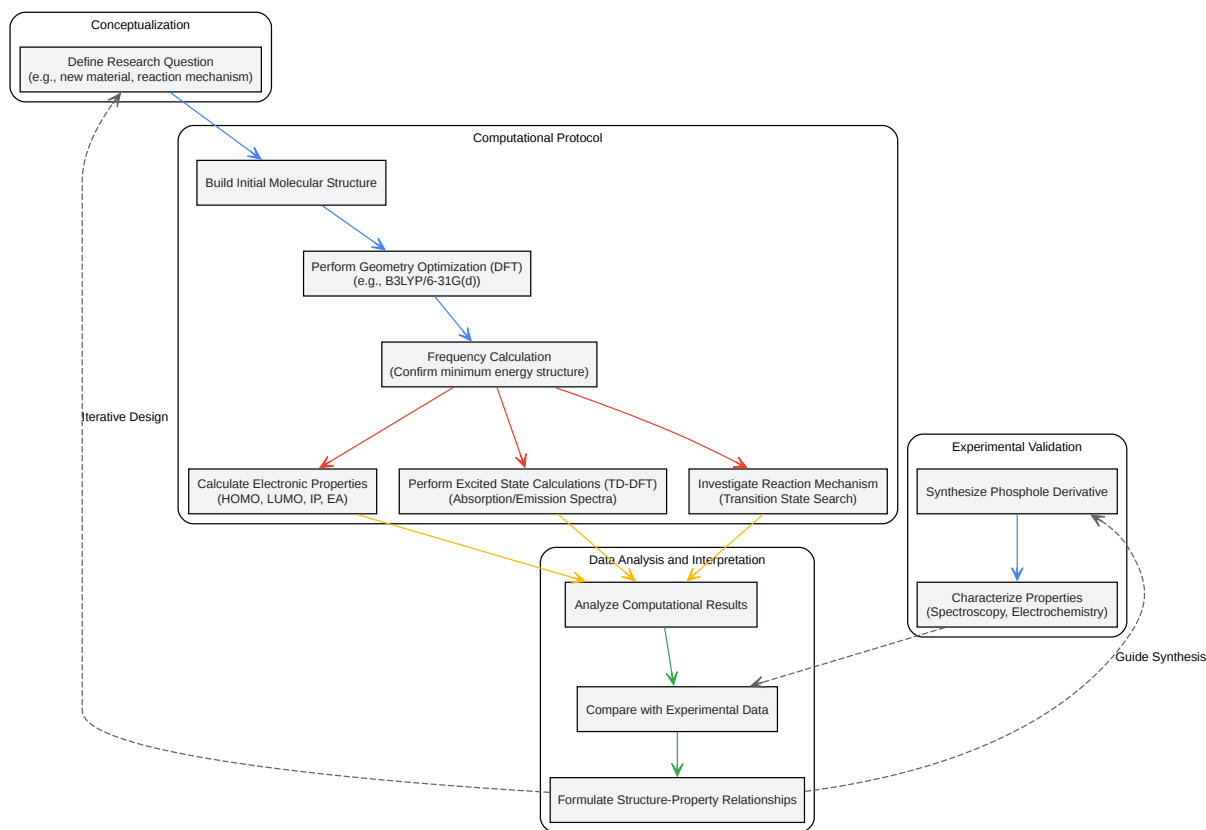 Conceptualization
Define Research Question
(e.g., new material, reaction mechanism)
Computational Protocol
Build Initial Molecular Structure
Perform Geometry Optimization (DFT)
(e.g., B3LYP/6-31G(d))
Frequency Calculation
(Confirm minimum energy structure)
Iterative Design
Calculate Electronic Properties
(HOMO, LUMO, IP, EA)
Perform Excited State Calculations (TD-DFT)
(Absorption/Emission Spectra)
Investigate Reaction Mechanism
(Transition State Search)
Experimental Validation
Synthesize Phosphole Derivative
Characterize Properties
(Spectroscopy, Electrochemistry)
Guide Synthesis
Data Analysis and Interpretation
Analyze Computational Results
Compare with Experimental Data
Formulate Structure-Property Relationships